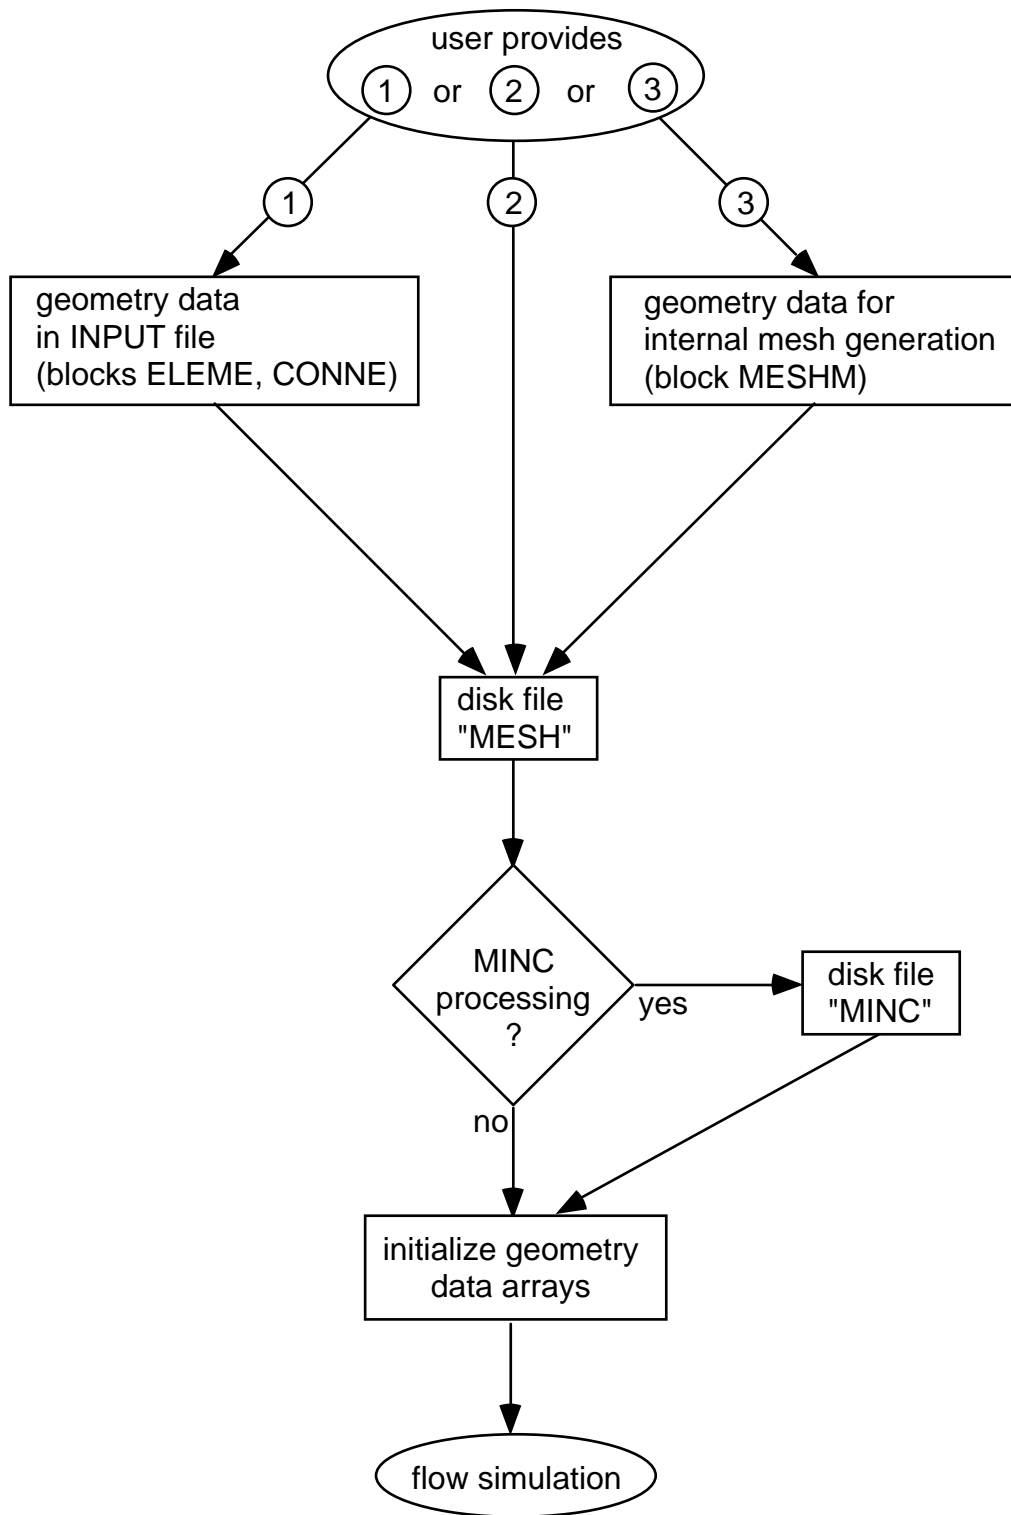 user provides
1 or 2 or 3
1
2
3
geometry data
in INPUT file
(blocks ELEME, CONNE)
geometry data for
internal mesh generation
(block MESHM)
disk file
"MESH"
MINC
processing
?
yes
disk file
"MINC"
no
initialize geometry
data arrays
flow simulation